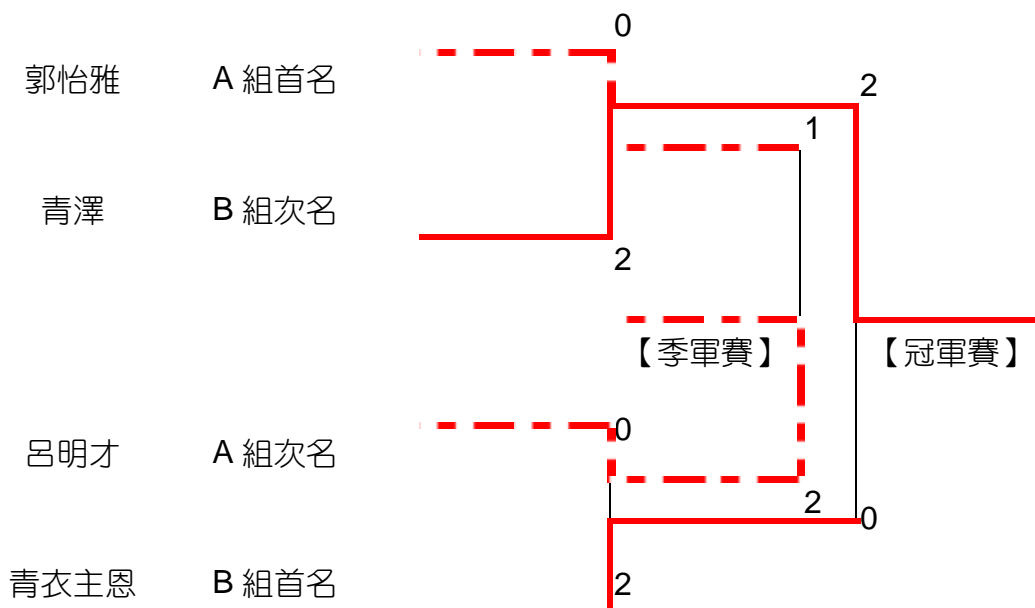 0
郭怡雅 A 組首名 2
1
青澤 B 組次名
2
【季軍賽】 【冠軍賽】
0
呂明才 A 組次名
2 0
青衣主恩 B 組首名 2